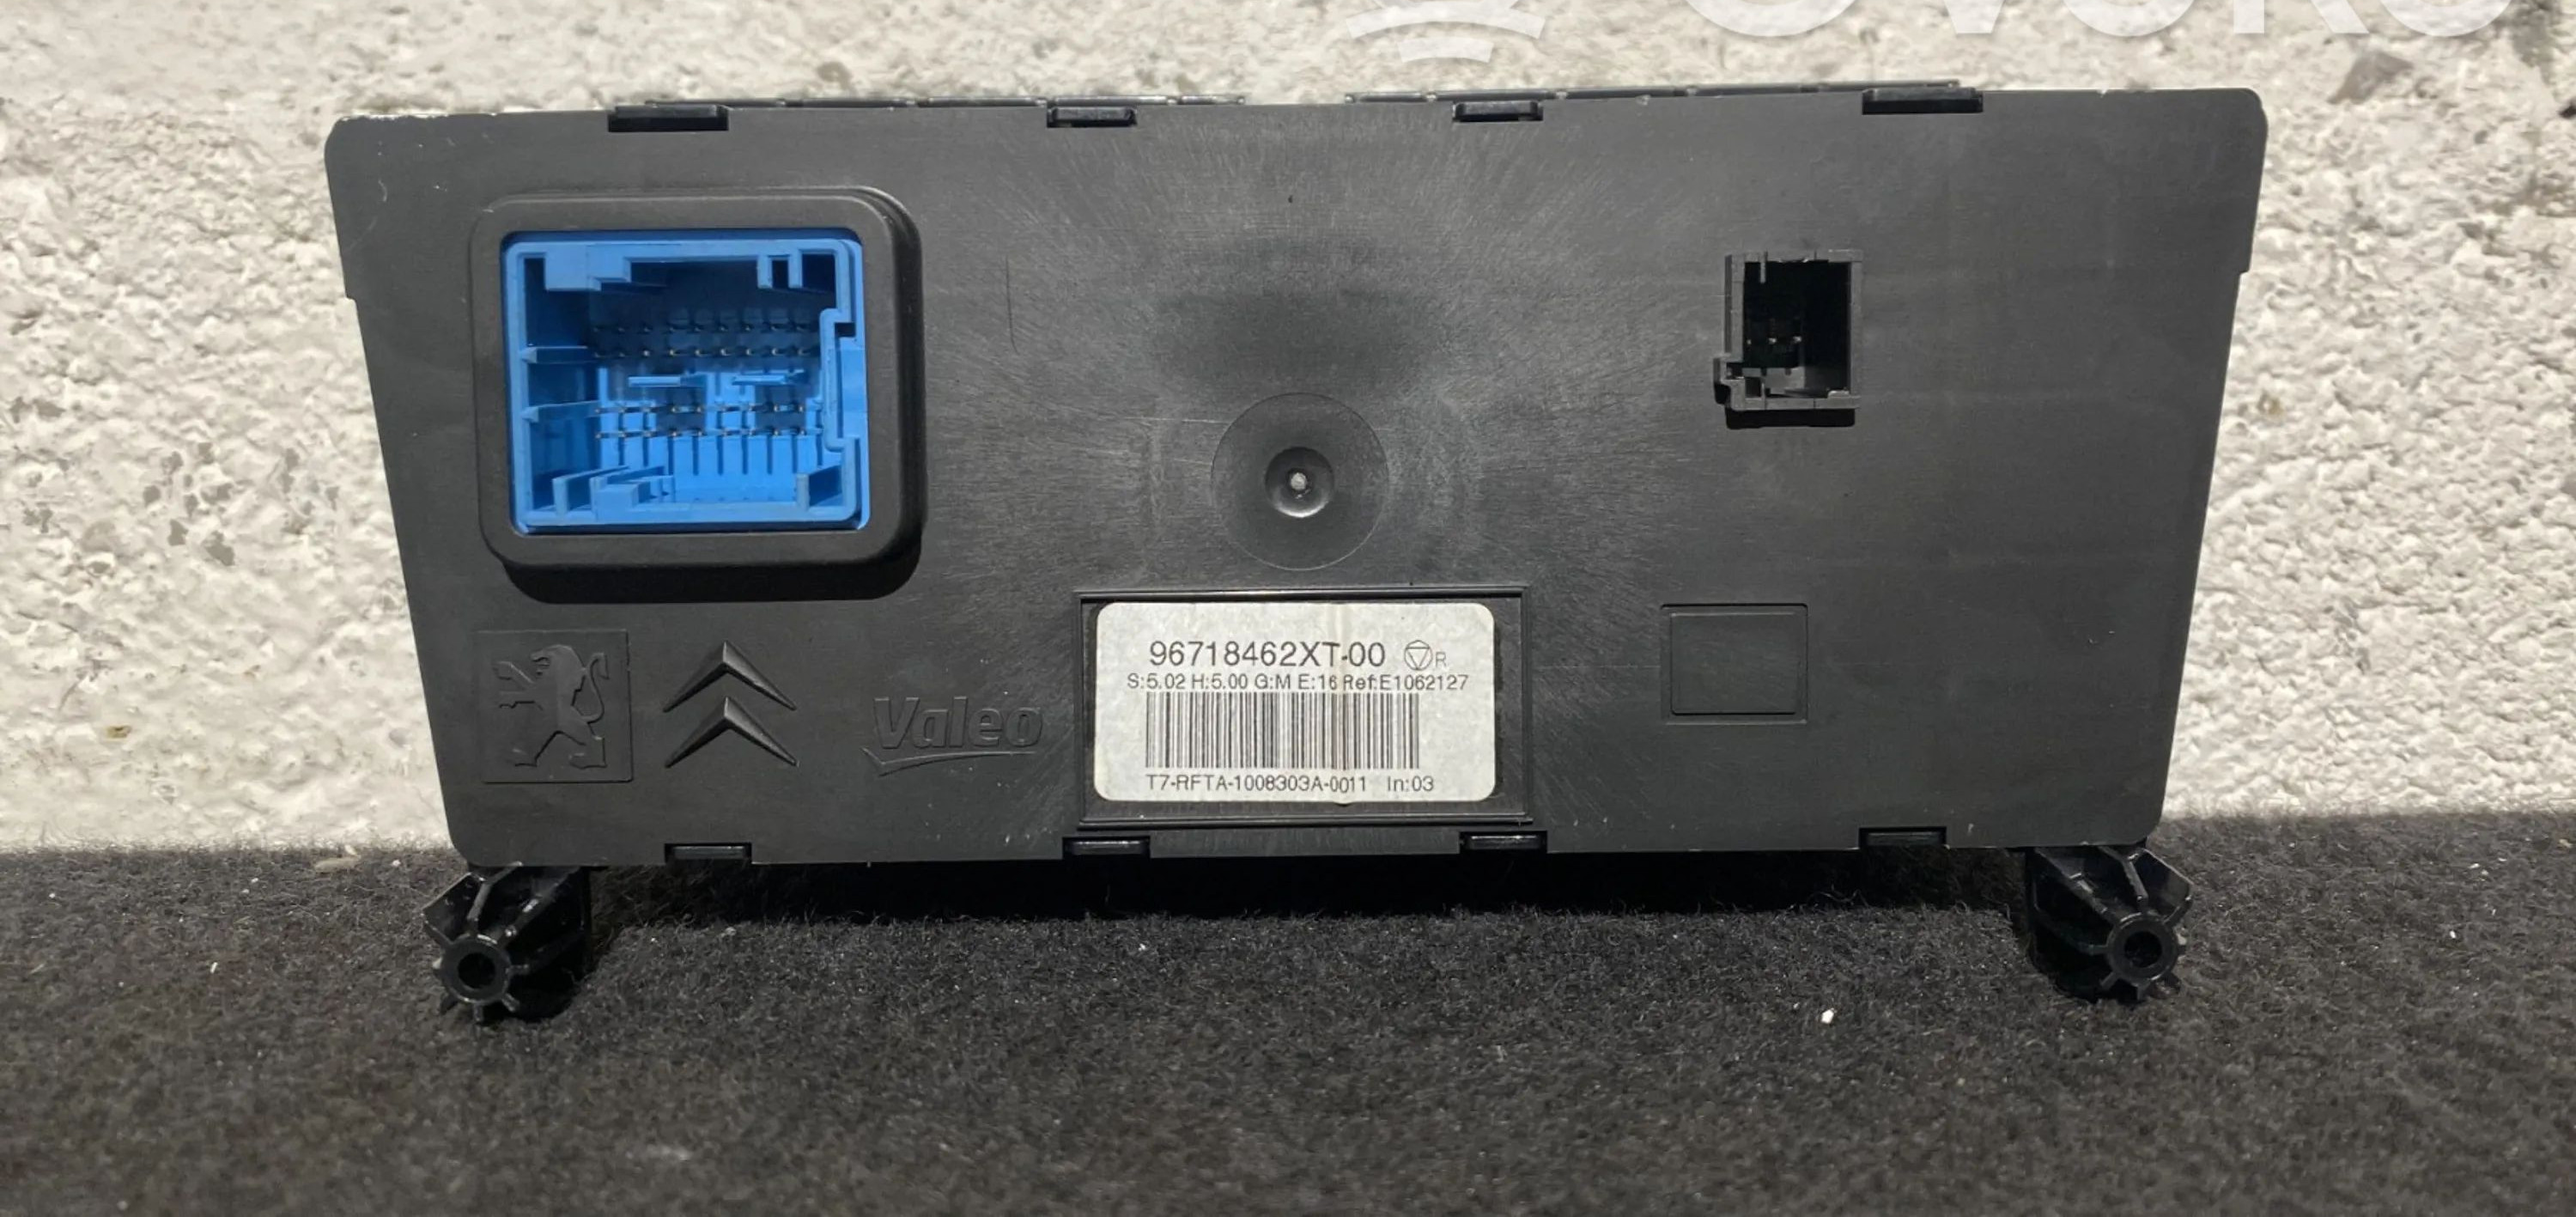 96718462XT-00 R
S:5.02 H:5.00 G:M E:16 Ref:E1062127
Valeo
T7-RFTA-1008303A-0011 In:03